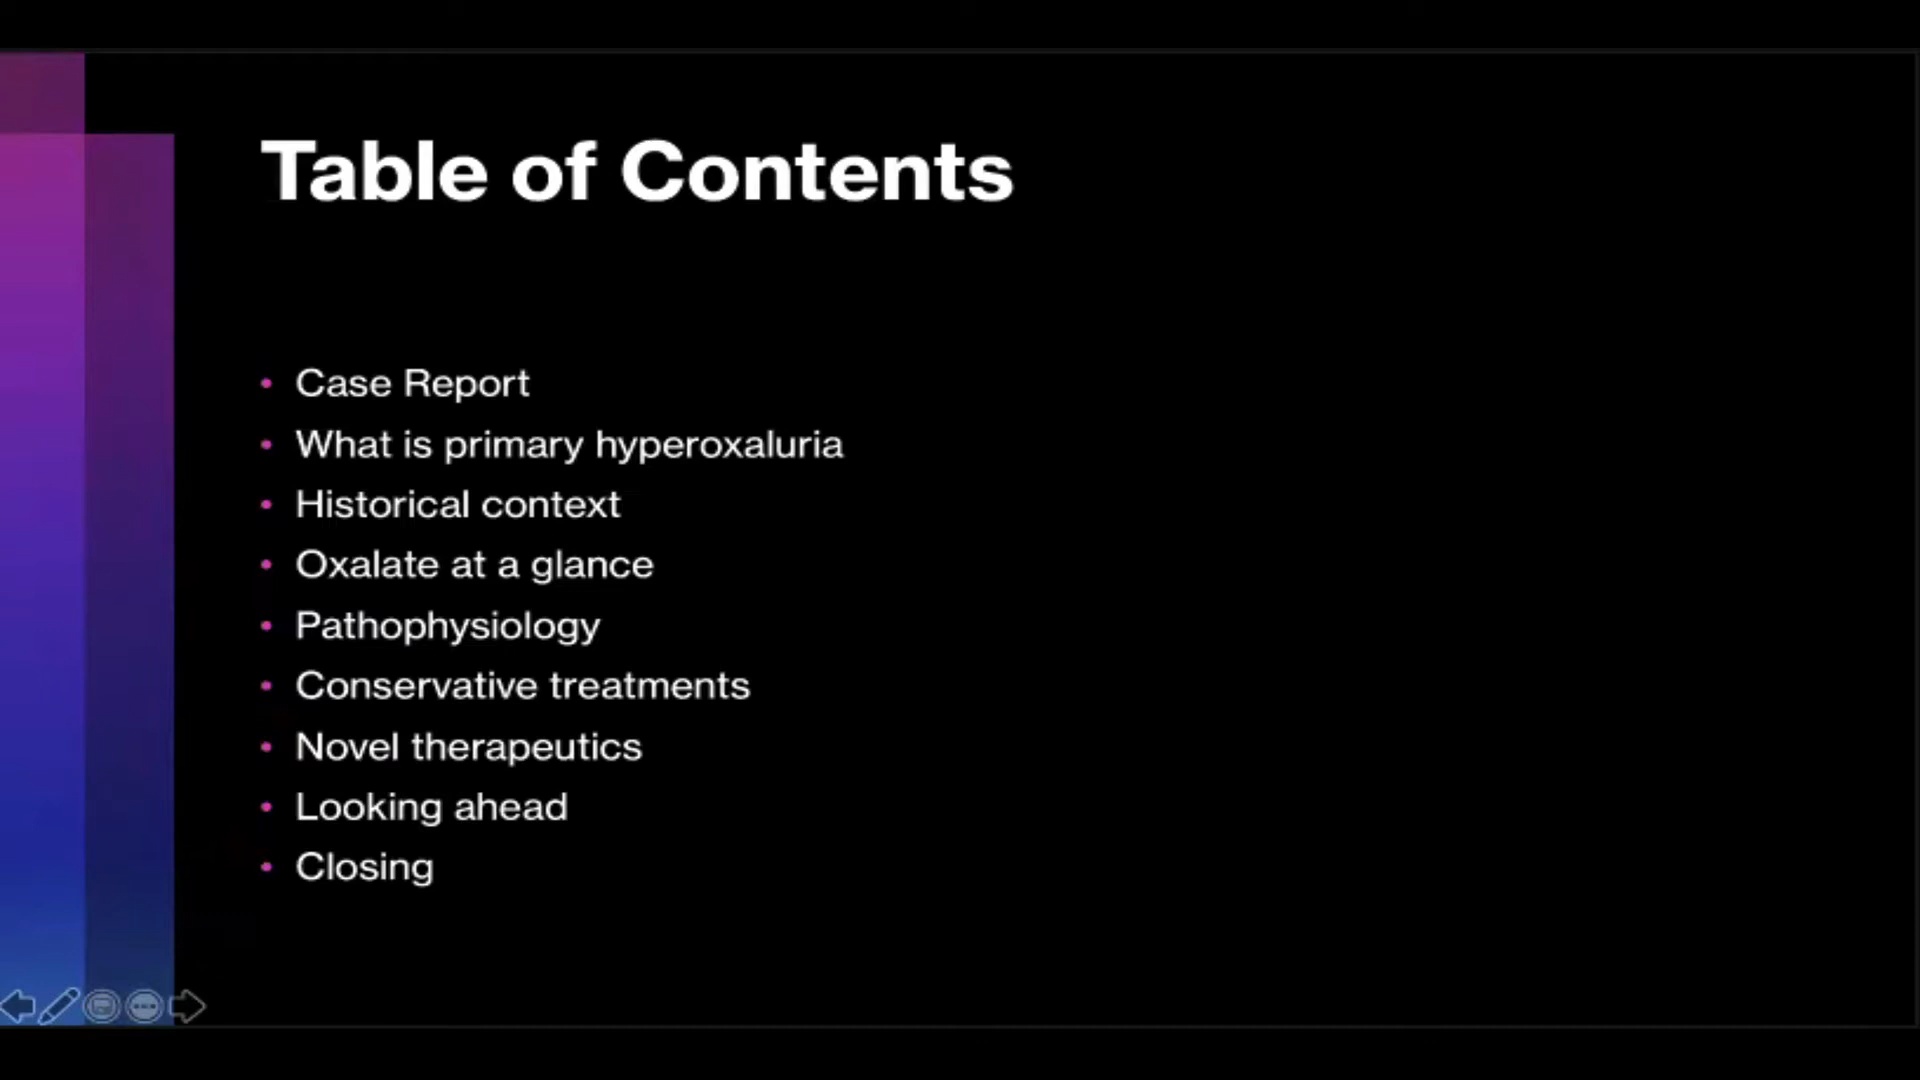 Table of Contents
• Case Report
• What is primary hyperoxaluria
• Historical context
• Oxalate at a glance
• Pathophysiology
• Conservative treatments
• Novel therapeutics
• Looking ahead
• Closing